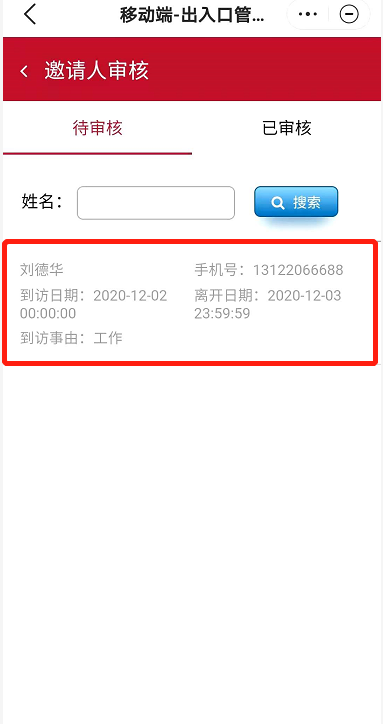 移动端-出入口管...
邀请人审核
待审核 已审核
姓名： 搜索
刘德华 手机号：13122066688
到访日期：2020-12-02 00:00:00 离开日期：2020-12-03 23:59:59
到访事由：工作